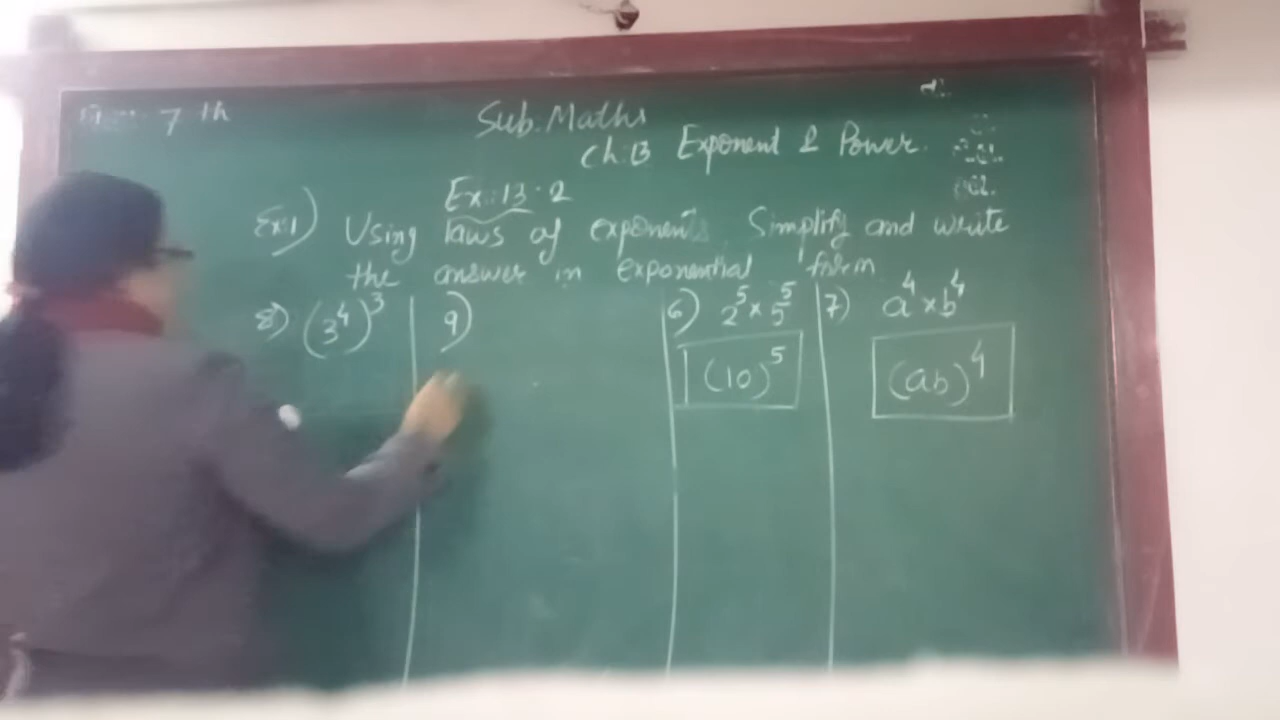 7 th
Sub. Maths
Ch. 13 Exponent & Power.
Ex: 13.2
Ex:1) Using laws of exponents Simplify and write
the answer in exponential form
8) (3⁴)³
9)
6) 2⁵ × 5⁵
(10)⁵
7) a⁴ × b⁴
(ab)⁴